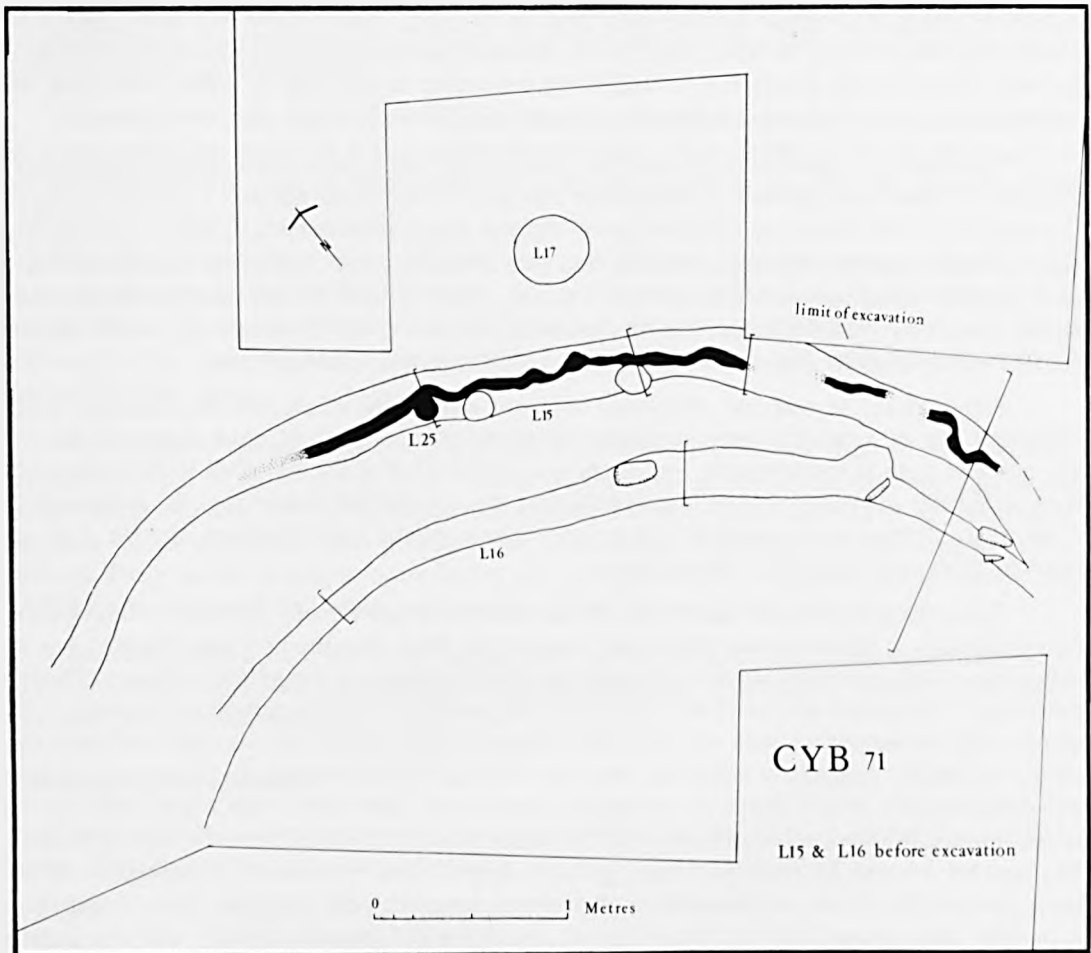 L17
limit of excavation
L15
L25
L16
CYB 71
L15 & L16 before excavation
0 1 Metres